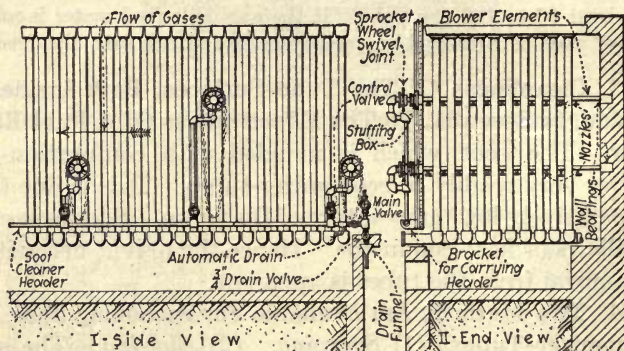 Flow of Gases
Sprocket
Wheel
Swivel
Joint
Blower Elements
Control
Valve
Stuffing
Box
Nozzles
Wall
Bearings
Main
Valve
Soot
Cleaner
Header
Automatic Drain
3/4" Drain Valve
Drain
Funnel
Bracket
for Carrying
Header
I-Side View
II-End View